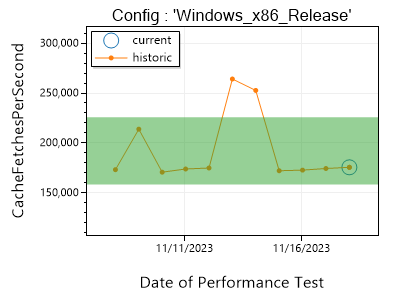 Config : 'Windows_x86_Release'
CacheFetchesPerSecond
300,000
250,000
200,000
150,000
current
historic
11/11/2023
11/16/2023
Date of Performance Test